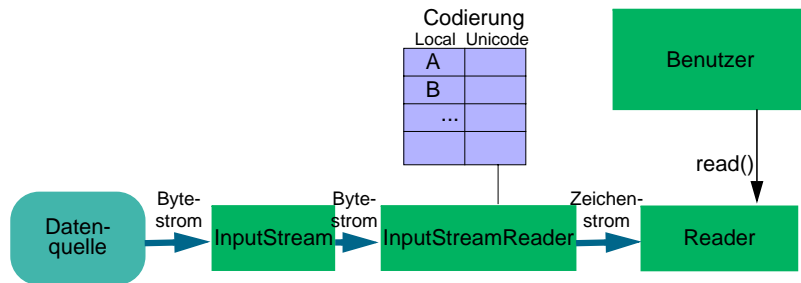 Codierung
Local Unicode
A
B
...
Benutzer
read()
Byte-
strom
Byte-
strom
Zeichen-
strom
Daten-
quelle
InputStream
InputStreamReader
Reader